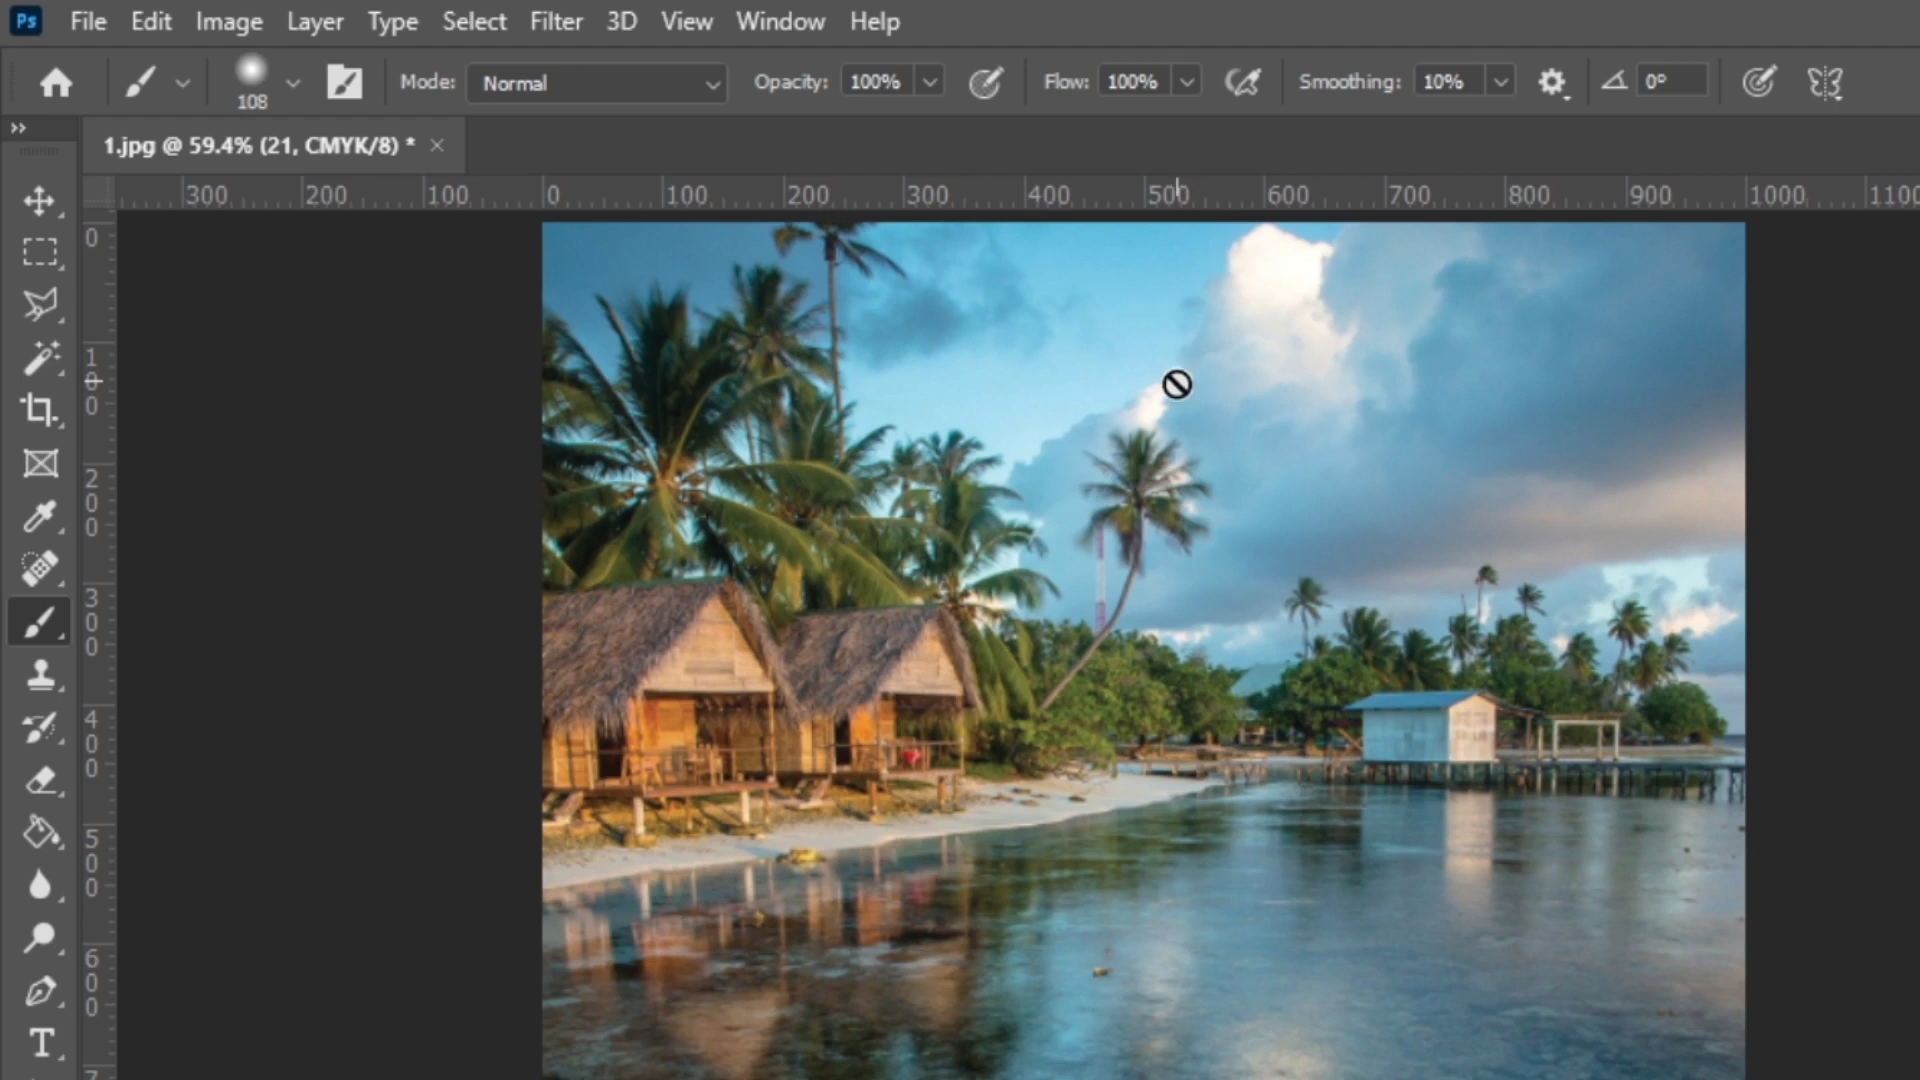 Ps File Edit Image Layer Type Select Filter 3D View Window Help
108 Mode: Normal Opacity: 100% Flow: 100% Smoothing: 10% 0°
1.jpg @ 59.4% (21, CMYK/8) * ×
300 200 100 0 100 200 300 400 500 600 700 800 900 1000 1100
0
100
200
300
400
500
600
7
T